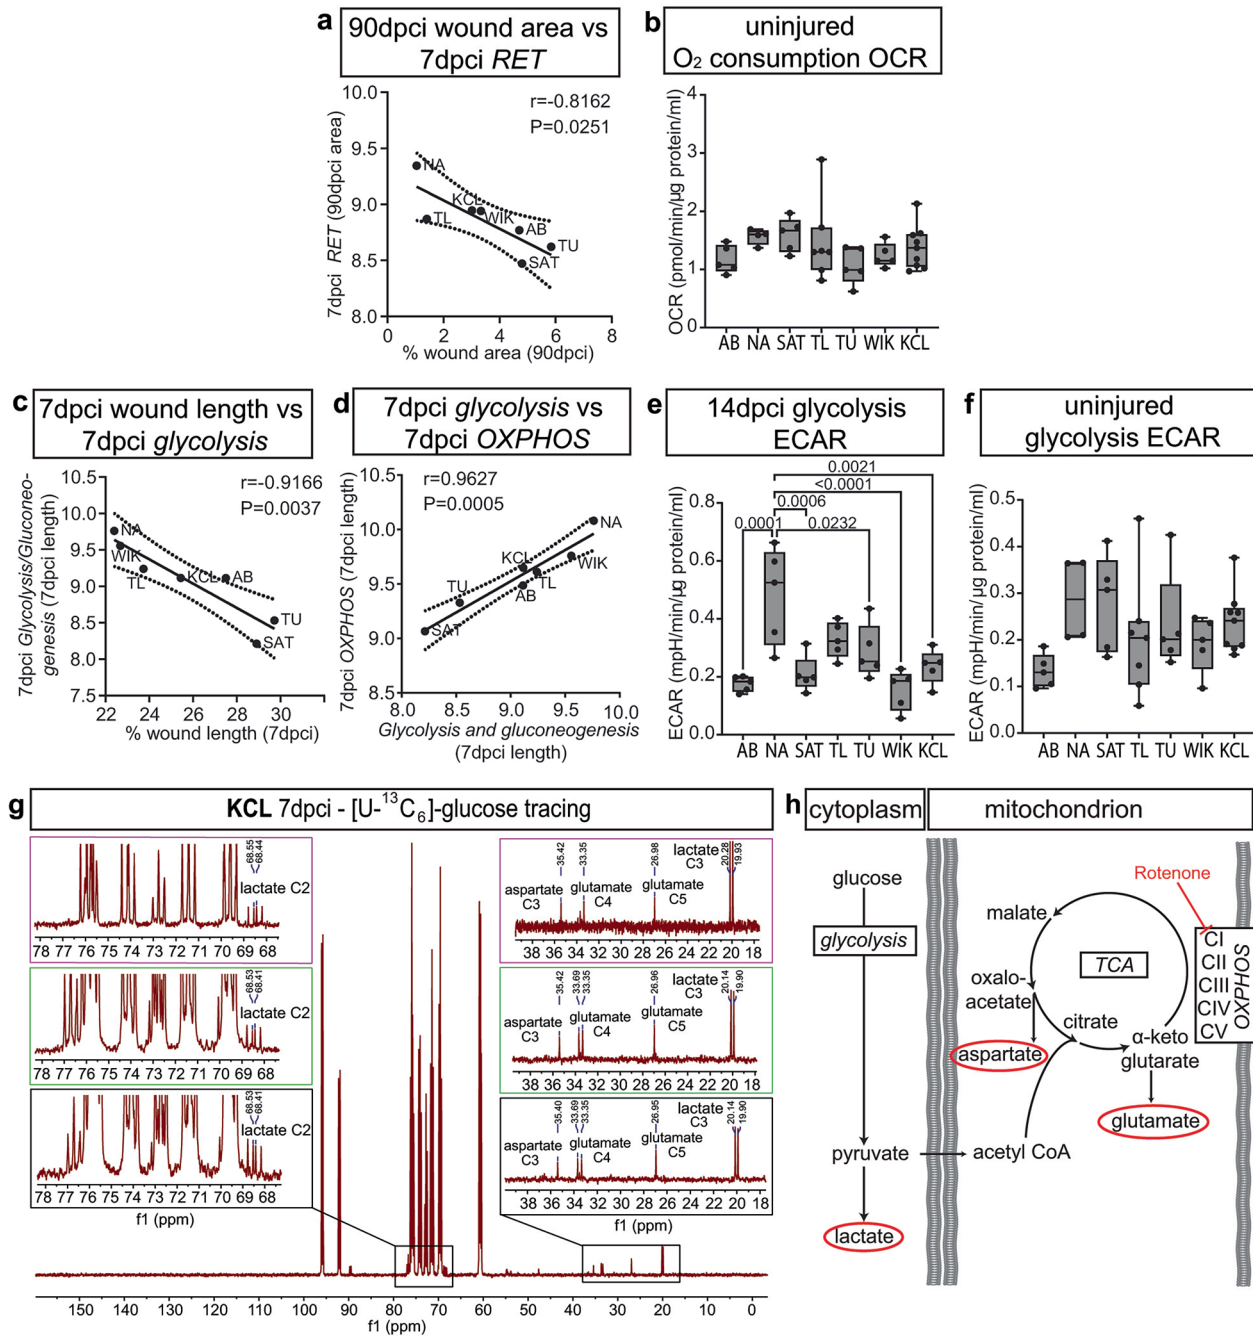 a
90dpci wound area vs
7dpci RET
r=-0.8162
P=0.0251
7dpci RET (90dpci area)
10.0
9.5
9.0
8.5
8.0
NA
TL
KCL
WIK
AB
TU
SAT
0 2 4 6 8
% wound area (90dpci)
b
uninjured
O₂ consumption OCR
OCR (pmol/min/µg protein/ml)
4
3
2
1
0
AB NA SAT TL TU WIK KCL
c
7dpci wound length vs
7dpci glycolysis
r=-0.9166
P=0.0037
7dpci Glycolysis/Gluconeo-
genesis (7dpci length)
10.5
10.0
9.5
9.0
8.5
8.0
7.5
NA
WIK
TL
KCL
AB
TU
SAT
22 24 26 28 30
% wound length (7dpci)
d
7dpci glycolysis vs
7dpci OXPHOS
r=0.9627
P=0.0005
7dpci OXPHOS (7dpci length)
10.5
10.0
9.5
9.0
8.5
NA
WIK
KCL
TL
AB
TU
SAT
8.0 8.5 9.0 9.5 10.0
Glycolysis and gluconeogenesis
(7dpci length)
e
14dpci glycolysis
ECAR
0.0021
<0.0001
0.0006
0.0001 0.0232
ECAR (mpH/min/µg protein/ml)
0.8
0.6
0.4
0.2
0.0
AB NA SAT TL TU WIK KCL
f
uninjured
glycolysis ECAR
ECAR (mpH/min/µg protein/ml)
0.5
0.4
0.3
0.2
0.1
0.0
AB NA SAT TL TU WIK KCL
g
KCL 7dpci - [U-¹³C₆]-glucose tracing
68.55
68.44
lactate C2
78 77 76 75 74 73 72 71 70 69 68
68.53
68.41
lactate C2
78 77 76 75 74 73 72 71 70 69 68
68.53
68.41
lactate C2
78 77 76 75 74 73 72 71 70 69 68
f1 (ppm)
35.42
33.35
26.98
20.28
19.93
aspartate
C3
glutamate
C4
glutamate
C5
lactate
C3
38 36 34 32 30 28 26 24 22 20 18
35.42
33.69
33.35
26.96
20.14
19.90
aspartate
C3
glutamate
C4
glutamate
C5
lactate
C3
38 36 34 32 30 28 26 24 22 20 18
35.40
33.69
33.35
26.95
20.14
19.90
aspartate
C3
glutamate
C4
glutamate
C5
lactate
C3
38 36 34 32 30 28 26 24 22 20 18
f1 (ppm)
150 140 130 120 110 100 90 80 70 60 50 40 30 20 10 0
f1 (ppm)
h
cytoplasm
mitochondrion
glucose
glycolysis
pyruvate
lactate
acetyl CoA
malate
oxalo-
acetate
aspartate
citrate
TCA
α-keto
glutarate
glutamate
Rotenone
CI
CII
CIII
CIV
CV
OXPHOS